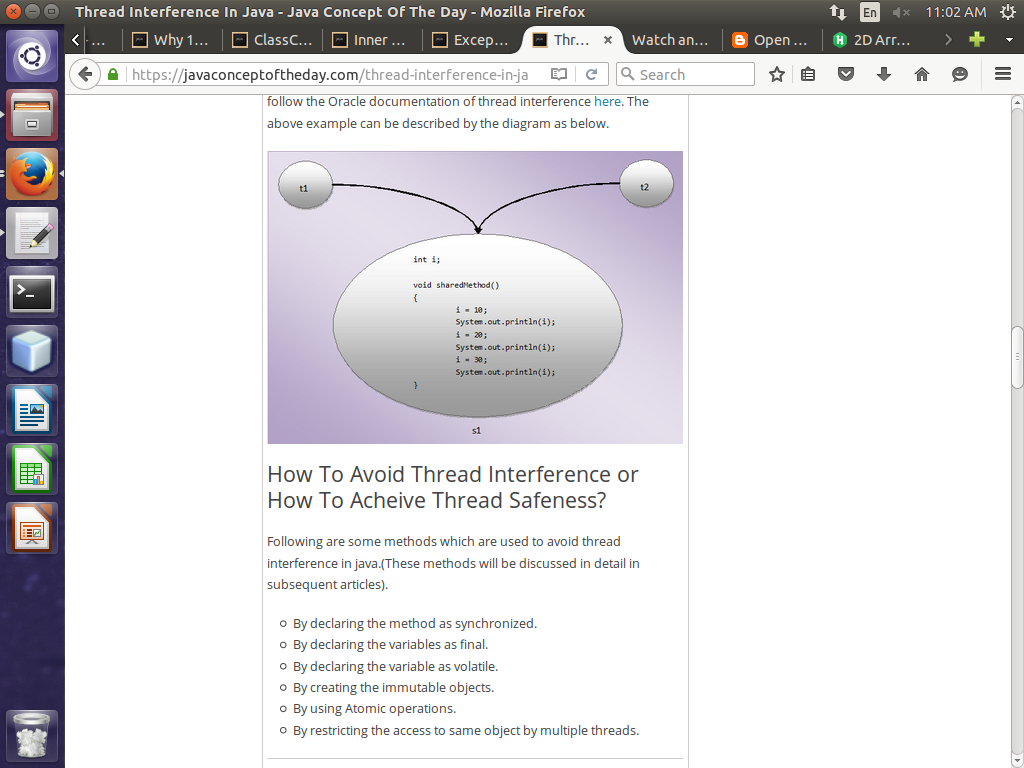 Thread Interference In Java - Java Concept Of The Day - Mozilla Firefox
En
11:02 AM
...
Why 1...
ClassC...
Inner ...
Excep...
Thr...
Watch an...
Open ...
2D Arr...
https://javaconceptoftheday.com/thread-interference-in-ja
Search
follow the Oracle documentation of thread interference here. The
above example can be described by the diagram as below.
t1
t2
int i;
void sharedMethod()
{
i = 10;
System.out.println(i);
i = 20;
System.out.println(i);
i = 30;
System.out.println(i);
}
s1
How To Avoid Thread Interference or
How To Acheive Thread Safeness?
Following are some methods which are used to avoid thread
interference in java.(These methods will be discussed in detail in
subsequent articles).
By declaring the method as synchronized.
By declaring the variables as final.
By declaring the variable as volatile.
By creating the immutable objects.
By using Atomic operations.
By restricting the access to same object by multiple threads.